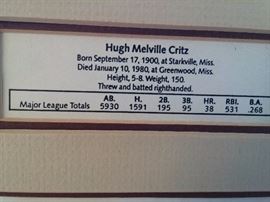 Hugh Melville Critz
Born September 17, 1900, at Starkville, Miss.
Died January 10, 1980, at Greenwood, Miss.
Height, 5-8. Weight, 150.
Threw and batted righthanded.
AB. H. 2B. 3B. HR. RBI. B.A.
Major League Totals 5930 1591 195 95 38 531 .268